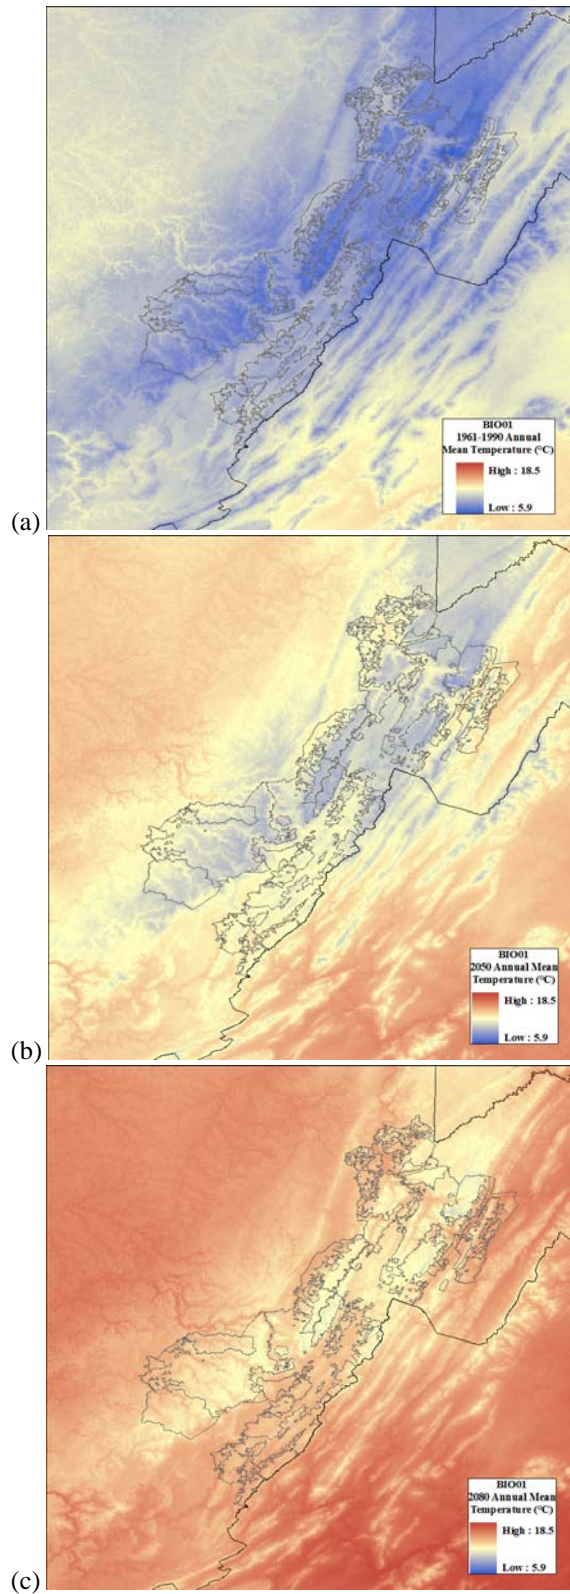 BIO01
1961-1990 Annual
Mean Temperature (°C)
High : 18.5
Low : 5.9
(a)
BIO01
2050 Annual Mean
Temperature (°C)
High : 18.5
Low : 5.9
(b)
BIO01
2080 Annual Mean
Temperature (°C)
High : 18.5
Low : 5.9
(c)